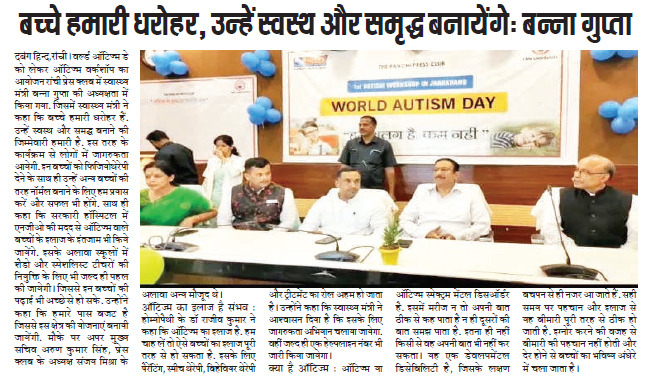 बच्चे हमारी धरोहर, उन्हें स्वस्थ और समृद्ध बनायेंगेः बन्ना गुप्ता
दबंग हिन्द,रांची। वर्ल्ड ऑटिज्म डे
को लेकर ऑटिज्म वर्कशॉप का
आयोजन रांची प्रेस क्लब में स्वास्थ्य
मंत्री बन्ना गुप्ता की अध्यक्षता में
किया गया. जिसमें स्वास्थ्य मंत्री ने
कहा कि बच्चे हमारी धरोहर हैं.
उन्हें स्वस्थ और समृद्ध बनाने की
जिम्मेवारी हमारी है. इस तरह के
कार्यक्रम से लोगों में जागरुकता
आयेगी. इन बच्चों को फिजियोथेरेपी
देने के साथ ही उन्हें अन्य बच्चों की
तरह नॉर्मल बनाने के लिए हम प्रयास
करें और सफल भी होंगे. साथ ही
कहा कि सरकारी हॉस्पिटल में
एनजीओ की मदद से ऑटिज्म वाले
बच्चों के इलाज के इंतजाम भी किये
जायेंगे. इसके अलावा स्कूलों में
शैडो और स्पेशलिस्ट टीचरों की
नियुक्ति के लिए भी जल्द ही पहल
की जायेगी। जिससे इन बच्चों की
पढ़ाई भी अच्छे से हो सके. उन्होंने
कहा कि हमारे पास बजट है
जिससे इस क्षेत्र की योजनाएं बनायी
जायेंगी. मौके पर अपर मुख्य
सचिव अरुण कुमार सिंह, प्रेस
क्लब के अध्यक्ष संजय मिश्रा के
THE RANCHI PRESS CLUB
1st AUTISM WORKSHOP IN JHARKHAND
WORLD AUTISM DAY
अलग है, कम नहीं
अलावा अन्य मौजूद थे।
ऑटिज्म का इलाज है संभव :
होम्योपैथी के डॉ राजीव कुमार ने
कहा कि ऑटिज्म का इलाज है. हम
चाह लें तो ऐसे बच्चों का इलाज पूरी
तरह से हो सकता है. इसके लिए
पैरेंटिंग, स्पीच थेरेपी, बिहेवियर थेरेपी
और ट्रीटमेंट का रोल अहम हो जाता
है। उन्होंने कहा कि स्वास्थ्य मंत्री ने
आश्वासन दिया है कि इसके लिए
जागरुकता अभियान चलाया जायेगा.
वहीं जल्द ही एक हेल्पलाइन नंबर भी
जारी किया जायेगा।
क्या है ऑटिज्म : ऑटिज्म या
ऑटिज्म स्पेक्ट्रम मेंटल डिसऑर्डर
है. इसमें मरीज न तो अपनी बात
ठीक से कह पाता है न ही दूसरों की
बात समझ पाता है. इतना ही नहीं
किसी से वह अपनी बात भी नहीं कर
सकता। यह एक डेवलपमेंटल
डिसेबिलिटी है, जिसके लक्षण
बचपन से ही नजर आ जाते हैं. सही
समय पर पहचान और इलाज से
यह बीमारी पूरी तरह से ठीक हो
जाती है. इग्नोर करने की वजह से
बीमारी की पहचान नहीं होती और
देर होने से बच्चों का भविष्य अंधेरे
में चला जाता है।